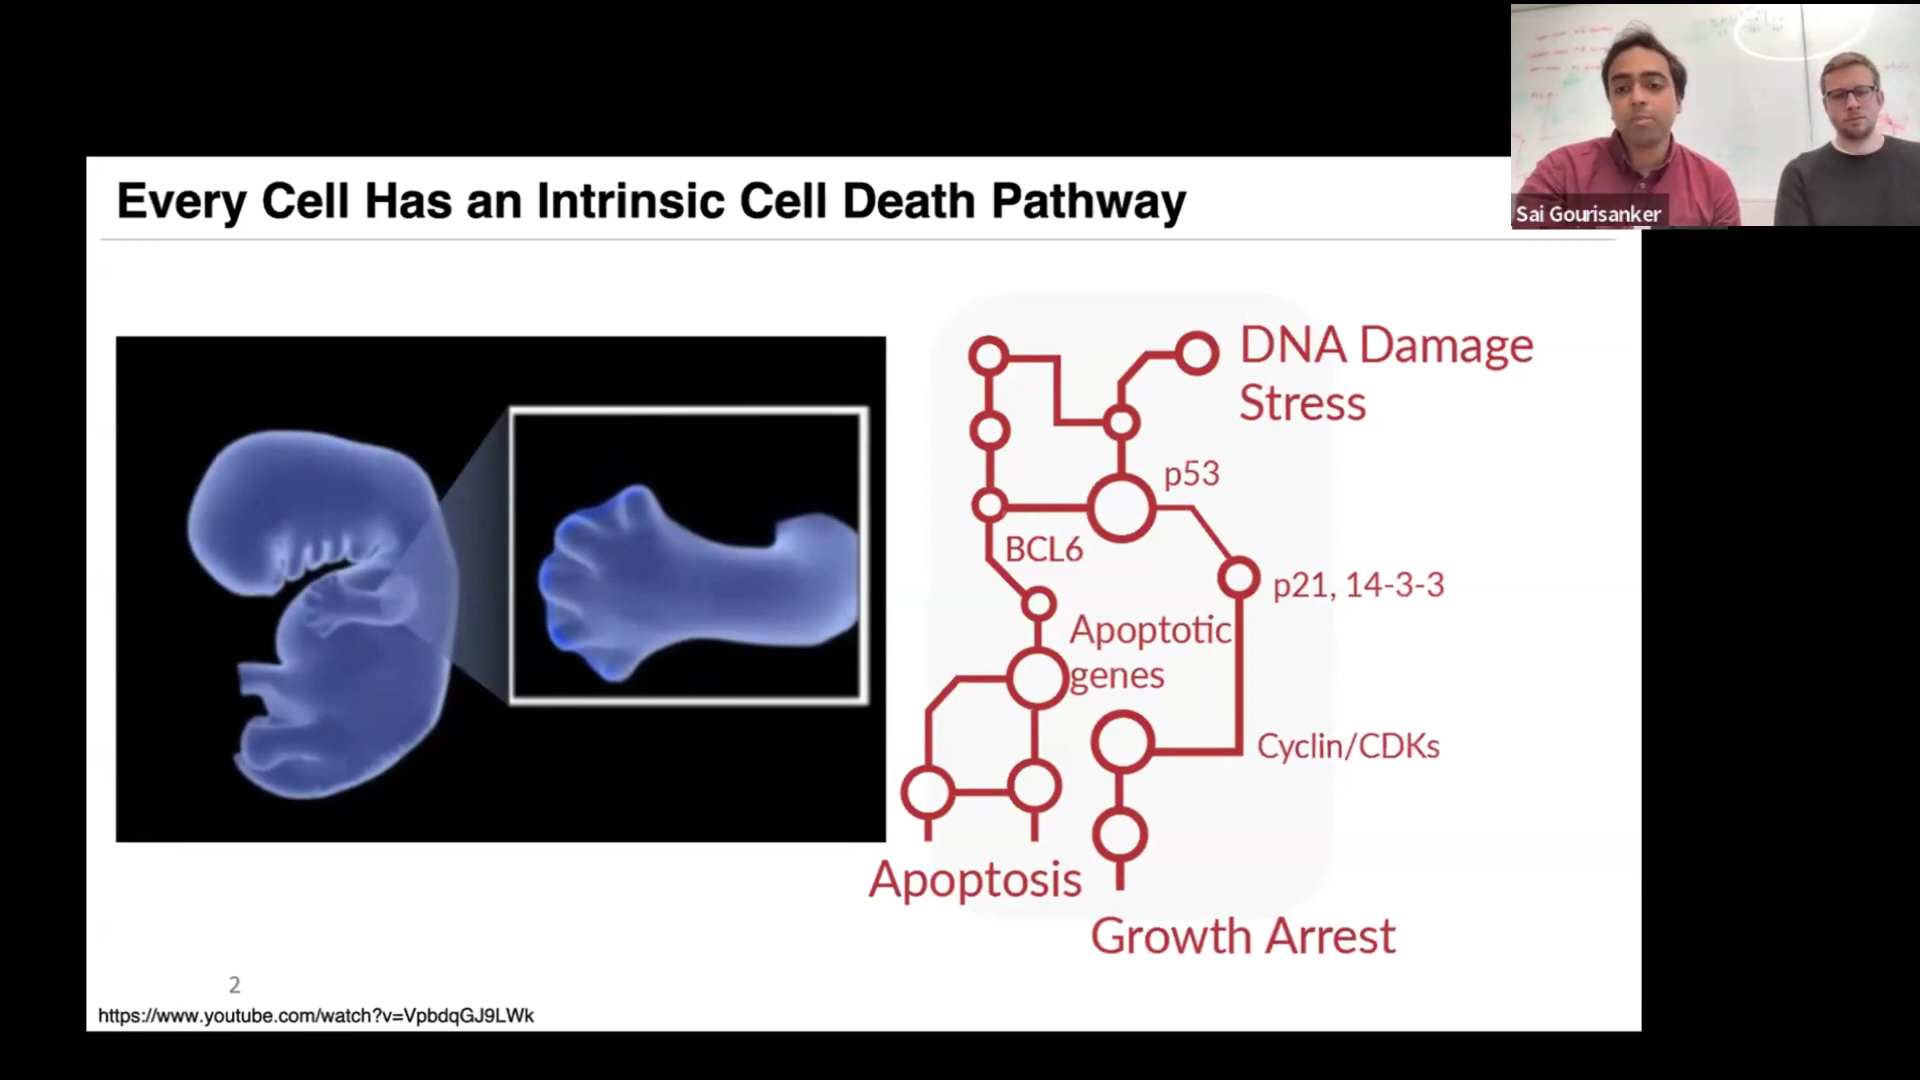 Sai Gourisanker
Every Cell Has an Intrinsic Cell Death Pathway
DNA Damage
Stress
p53
BCL6
p21, 14-3-3
Apoptotic
genes
Cyclin/CDKs
Apoptosis
Growth Arrest
2
https://www.youtube.com/watch?v=VpbdqGJ9LWk